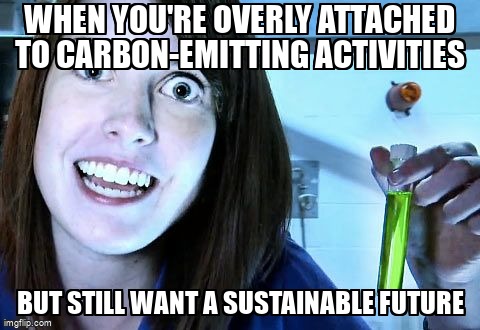 WHEN YOU'RE OVERLY ATTACHED
TO CARBON-EMITTING ACTIVITIES
BUT STILL WANT A SUSTAINABLE FUTURE
imgflip.com